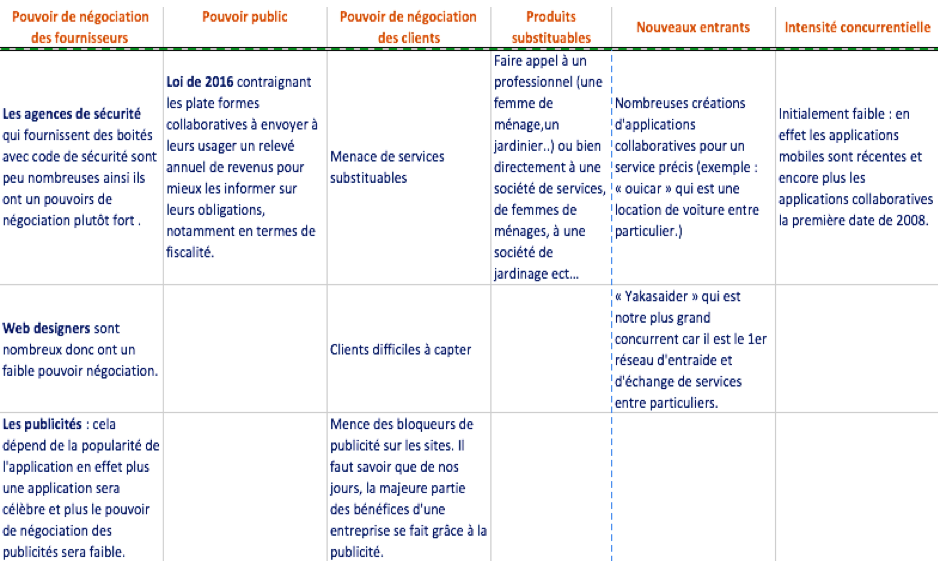 Pouvoir de négociation
des fournisseurs
Pouvoir public
Pouvoir de négociation
des clients
Produits
substituables
Nouveaux entrants
Intensité concurrentielle
Les agences de sécurité
qui fournissent des boités
avec code de sécurité sont
peu nombreuses ainsi ils
ont un pouvoirs de
négociation plutôt fort .
Loi de 2016 contraignant
les plate formes
collaboratives à envoyer à
leurs usager un relevé
annuel de revenus pour
mieux les informer sur
leurs obligations,
notamment en termes de
fiscalité.
Menace de services
substituables
Faire appel à un
professionnel (une
femme de
ménage,un
jardinier..) ou bien
directement à une
société de services,
de femmes de
ménages, à une
société de
jardinage ect...
Nombreuses créations
d'applications
collaboratives pour un
service précis (exemple :
« ouicar » qui est une
location de voiture entre
particulier.)
Initialement faible : en
effet les applications
mobiles sont récentes et
encore plus les
applications collaboratives
la première date de 2008.
Web designers sont
nombreux donc ont un
faible pouvoir négociation.
Clients difficiles à capter
« Yakasaider » qui est
notre plus grand
concurrent car il est le 1er
réseau d'entraide et
d'échange de services
entre particuliers.
Les publicités : cela
dépend de la popularité de
l'application en effet plus
une application sera
célèbre et plus le pouvoir
de négociation des
publicités sera faible.
Mence des bloqueurs de
publicité sur les sites. Il
faut savoir que de nos
jours, la majeure partie
des bénéfices d'une
entreprise se fait grâce à la
publicité.